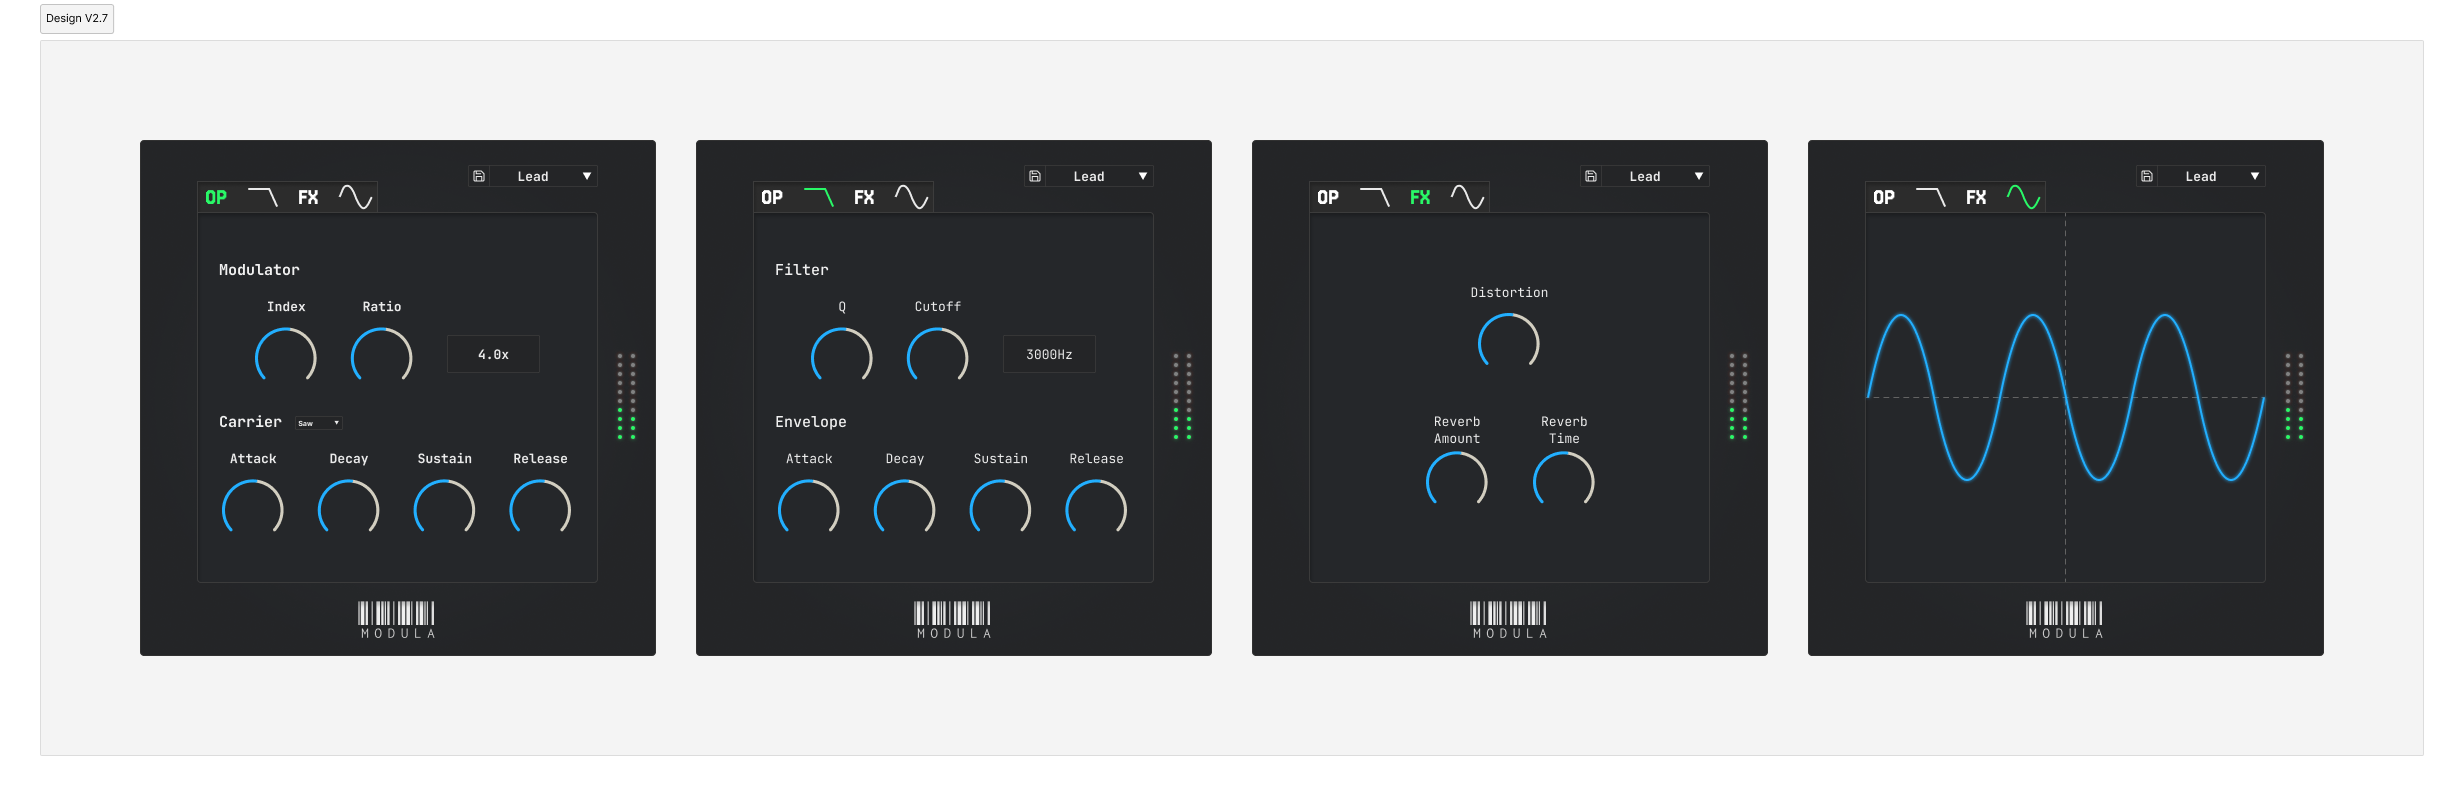 Design V2.7
Lead
OP FX
Modulator
Index Ratio
4.0x
Carrier Saw
Attack Decay Sustain Release
MODULA
Lead
OP FX
Filter
Q Cutoff
3000Hz
Envelope
Attack Decay Sustain Release
MODULA
Lead
OP FX
Distortion
Reverb Amount
Reverb Time
MODULA
Lead
OP FX
MODULA